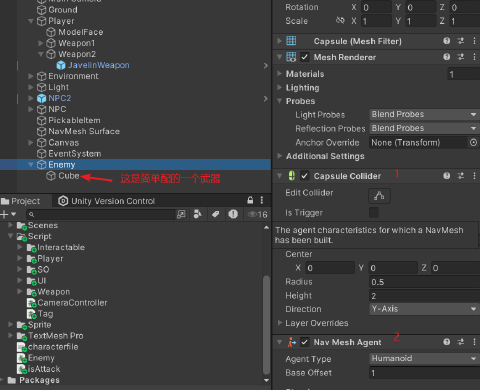 Main Camera
Ground
Player
ModelFace
Weapon1
Weapon2
JavelinWeapon
Environment
Light
NPC2
NPC
PickableItem
NavMesh Surface
Canvas
EventSystem
Enemy
Cube
这是简单配的一个武器
Project
Unity Version Control
16
Scenes
Script
Interactable
Player
SO
UI
Weapon
CameraController
Tag
Sprite
TextMesh Pro
characterfile
Enemy
isAttack
Packages
Rotation X 0 Y 0 Z 0
Scale X 1 Y 1 Z 1
Capsule (Mesh Filter)
Mesh Renderer
Materials 1
Lighting
Probes
Light Probes Blend Probes
Reflection Probes Blend Probes
Anchor Override None (Transform)
Additional Settings
Capsule Collider 1
Edit Collider
Is Trigger
The agent characteristics for which a NavMesh
has been built.
Center
X 0 Y 0 Z 0
Radius 0.5
Height 2
Direction Y-Axis
Layer Overrides
2
Nav Mesh Agent
Agent Type Humanoid
Base Offset 1